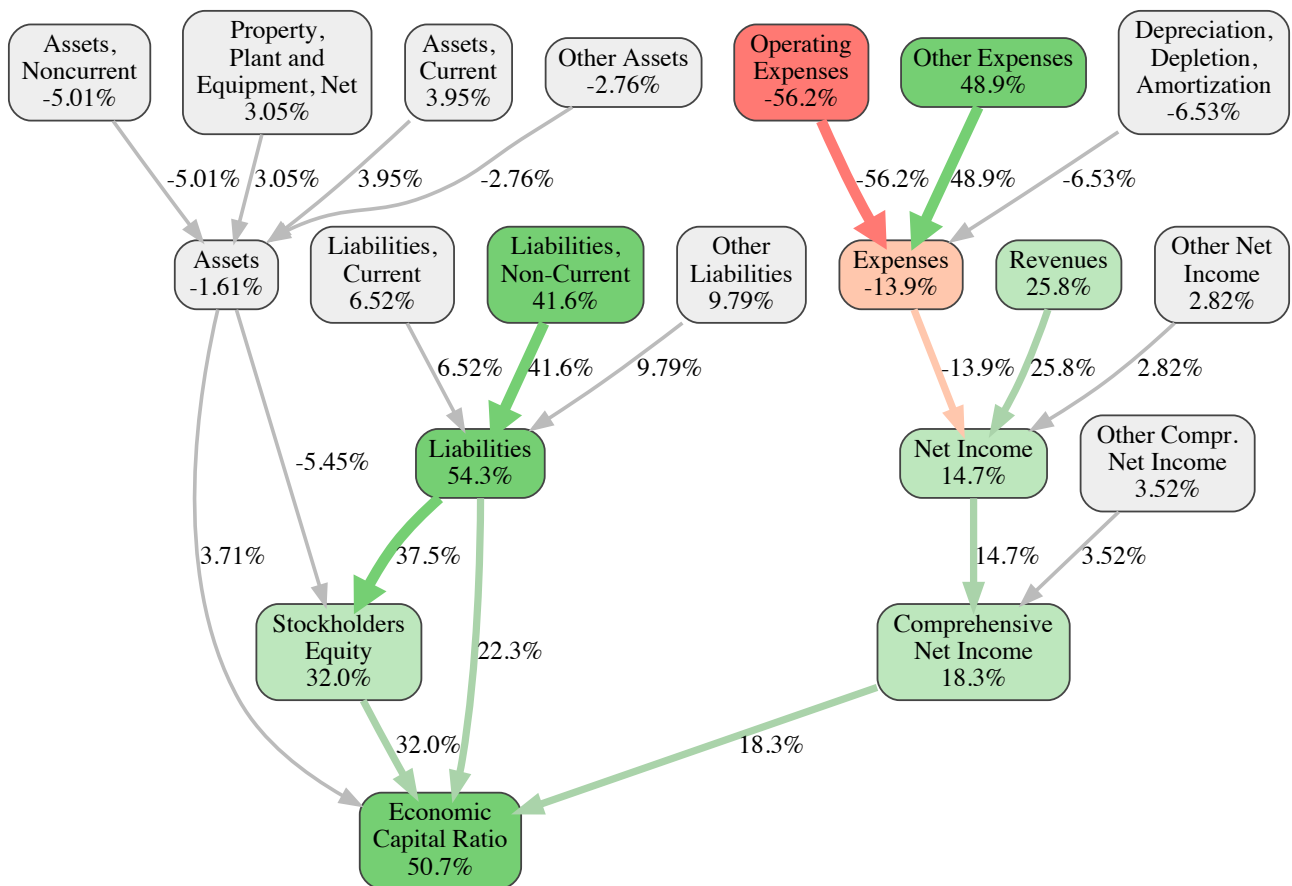 Assets,
Noncurrent
-5.01%
Property,
Plant and
Equipment, Net
3.05%
Assets,
Current
3.95%
Other Assets
-2.76%
Operating
Expenses
-56.2%
Other Expenses
48.9%
Depreciation,
Depletion,
Amortization
-6.53%
-5.01%
3.05%
3.95%
-2.76%
-56.2%
48.9%
-6.53%
Assets
-1.61%
Liabilities,
Current
6.52%
Liabilities,
Non-Current
41.6%
Other
Liabilities
9.79%
Expenses
-13.9%
Revenues
25.8%
Other Net
Income
2.82%
6.52%
41.6%
9.79%
-13.9%
25.8%
2.82%
-5.45%
Liabilities
54.3%
Net Income
14.7%
Other Compr.
Net Income
3.52%
3.71%
37.5%
14.7%
3.52%
Stockholders
Equity
32.0%
22.3%
Comprehensive
Net Income
18.3%
32.0%
18.3%
Economic
Capital Ratio
50.7%